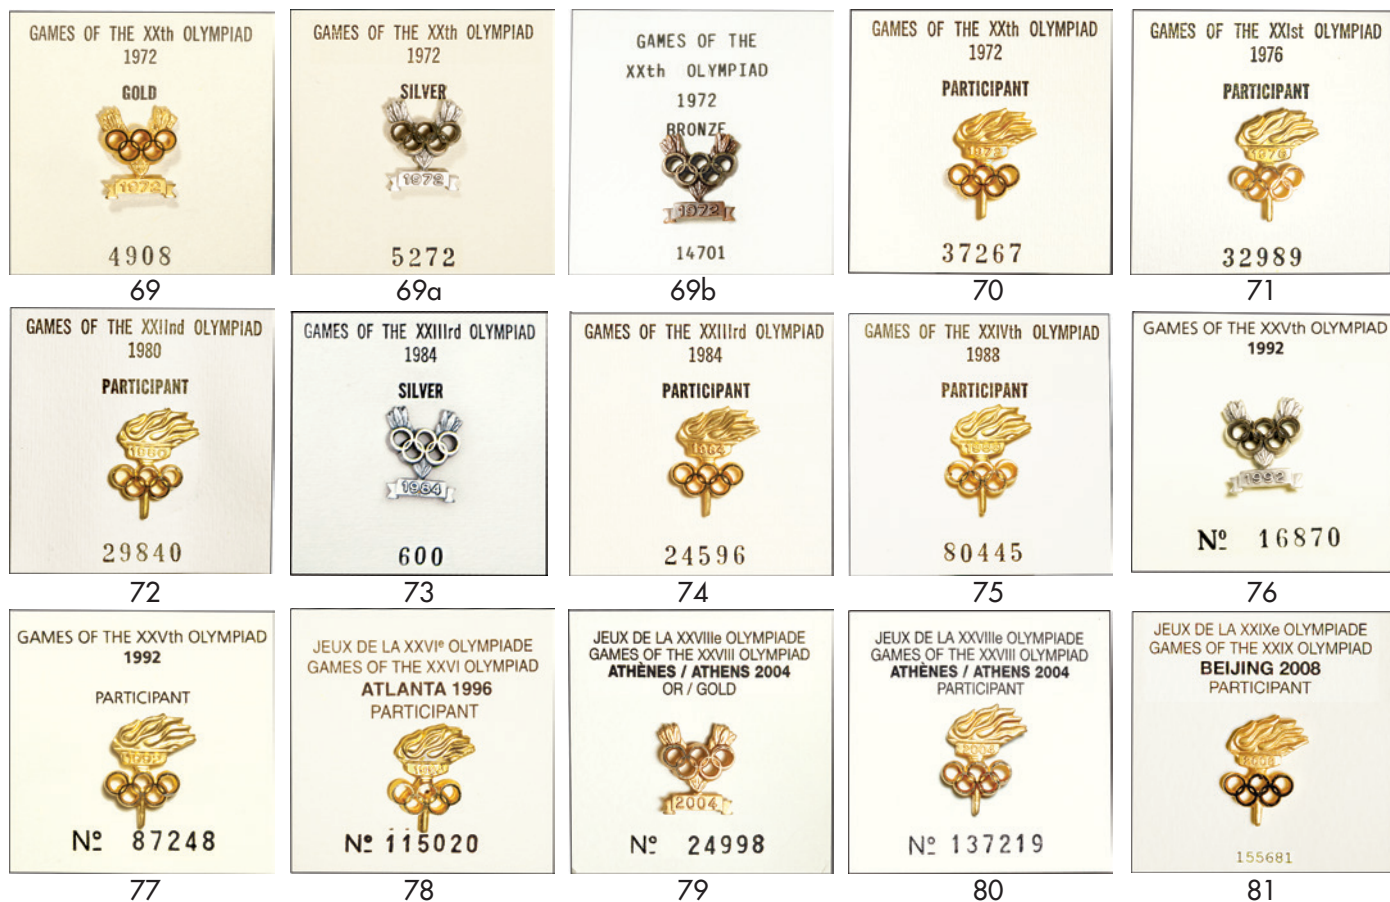 GAMES OF THE XXth OLYMPIAD
1972
GOLD
1972
4908
69
GAMES OF THE XXth OLYMPIAD
1972
SILVER
1972
5272
69a
GAMES OF THE
XXth OLYMPIAD
1972
BRONZE
1972
14701
69b
GAMES OF THE XXth OLYMPIAD
1972
PARTICIPANT
1972
37267
70
GAMES OF THE XXIst OLYMPIAD
1976
PARTICIPANT
1976
32989
71
GAMES OF THE XXIInd OLYMPIAD
1980
PARTICIPANT
1980
29840
72
GAMES OF THE XXIIIrd OLYMPIAD
1984
SILVER
1984
600
73
GAMES OF THE XXIIIrd OLYMPIAD
1984
PARTICIPANT
1984
24596
74
GAMES OF THE XXIVth OLYMPIAD
1988
PARTICIPANT
1988
80445
75
GAMES OF THE XXVth OLYMPIAD
1992
1992
Nº 16870
76
GAMES OF THE XXVth OLYMPIAD
1992
PARTICIPANT
1992
Nº 87248
77
JEUX DE LA XXVIe OLYMPIADE
GAMES OF THE XXVI OLYMPIAD
ATLANTA 1996
PARTICIPANT
Nº 115020
78
JEUX DE LA XXVIIIe OLYMPIADE
GAMES OF THE XXVIII OLYMPIAD
ATHÈNES / ATHENS 2004
OR / GOLD
2004
Nº 24998
79
JEUX DE LA XXVIIIe OLYMPIADE
GAMES OF THE XXVIII OLYMPIAD
ATHÈNES / ATHENS 2004
PARTICIPANT
Nº 137219
80
JEUX DE LA XXIXe OLYMPIADE
GAMES OF THE XXIX OLYMPIAD
BEIJING 2008
PARTICIPANT
2008
155681
81